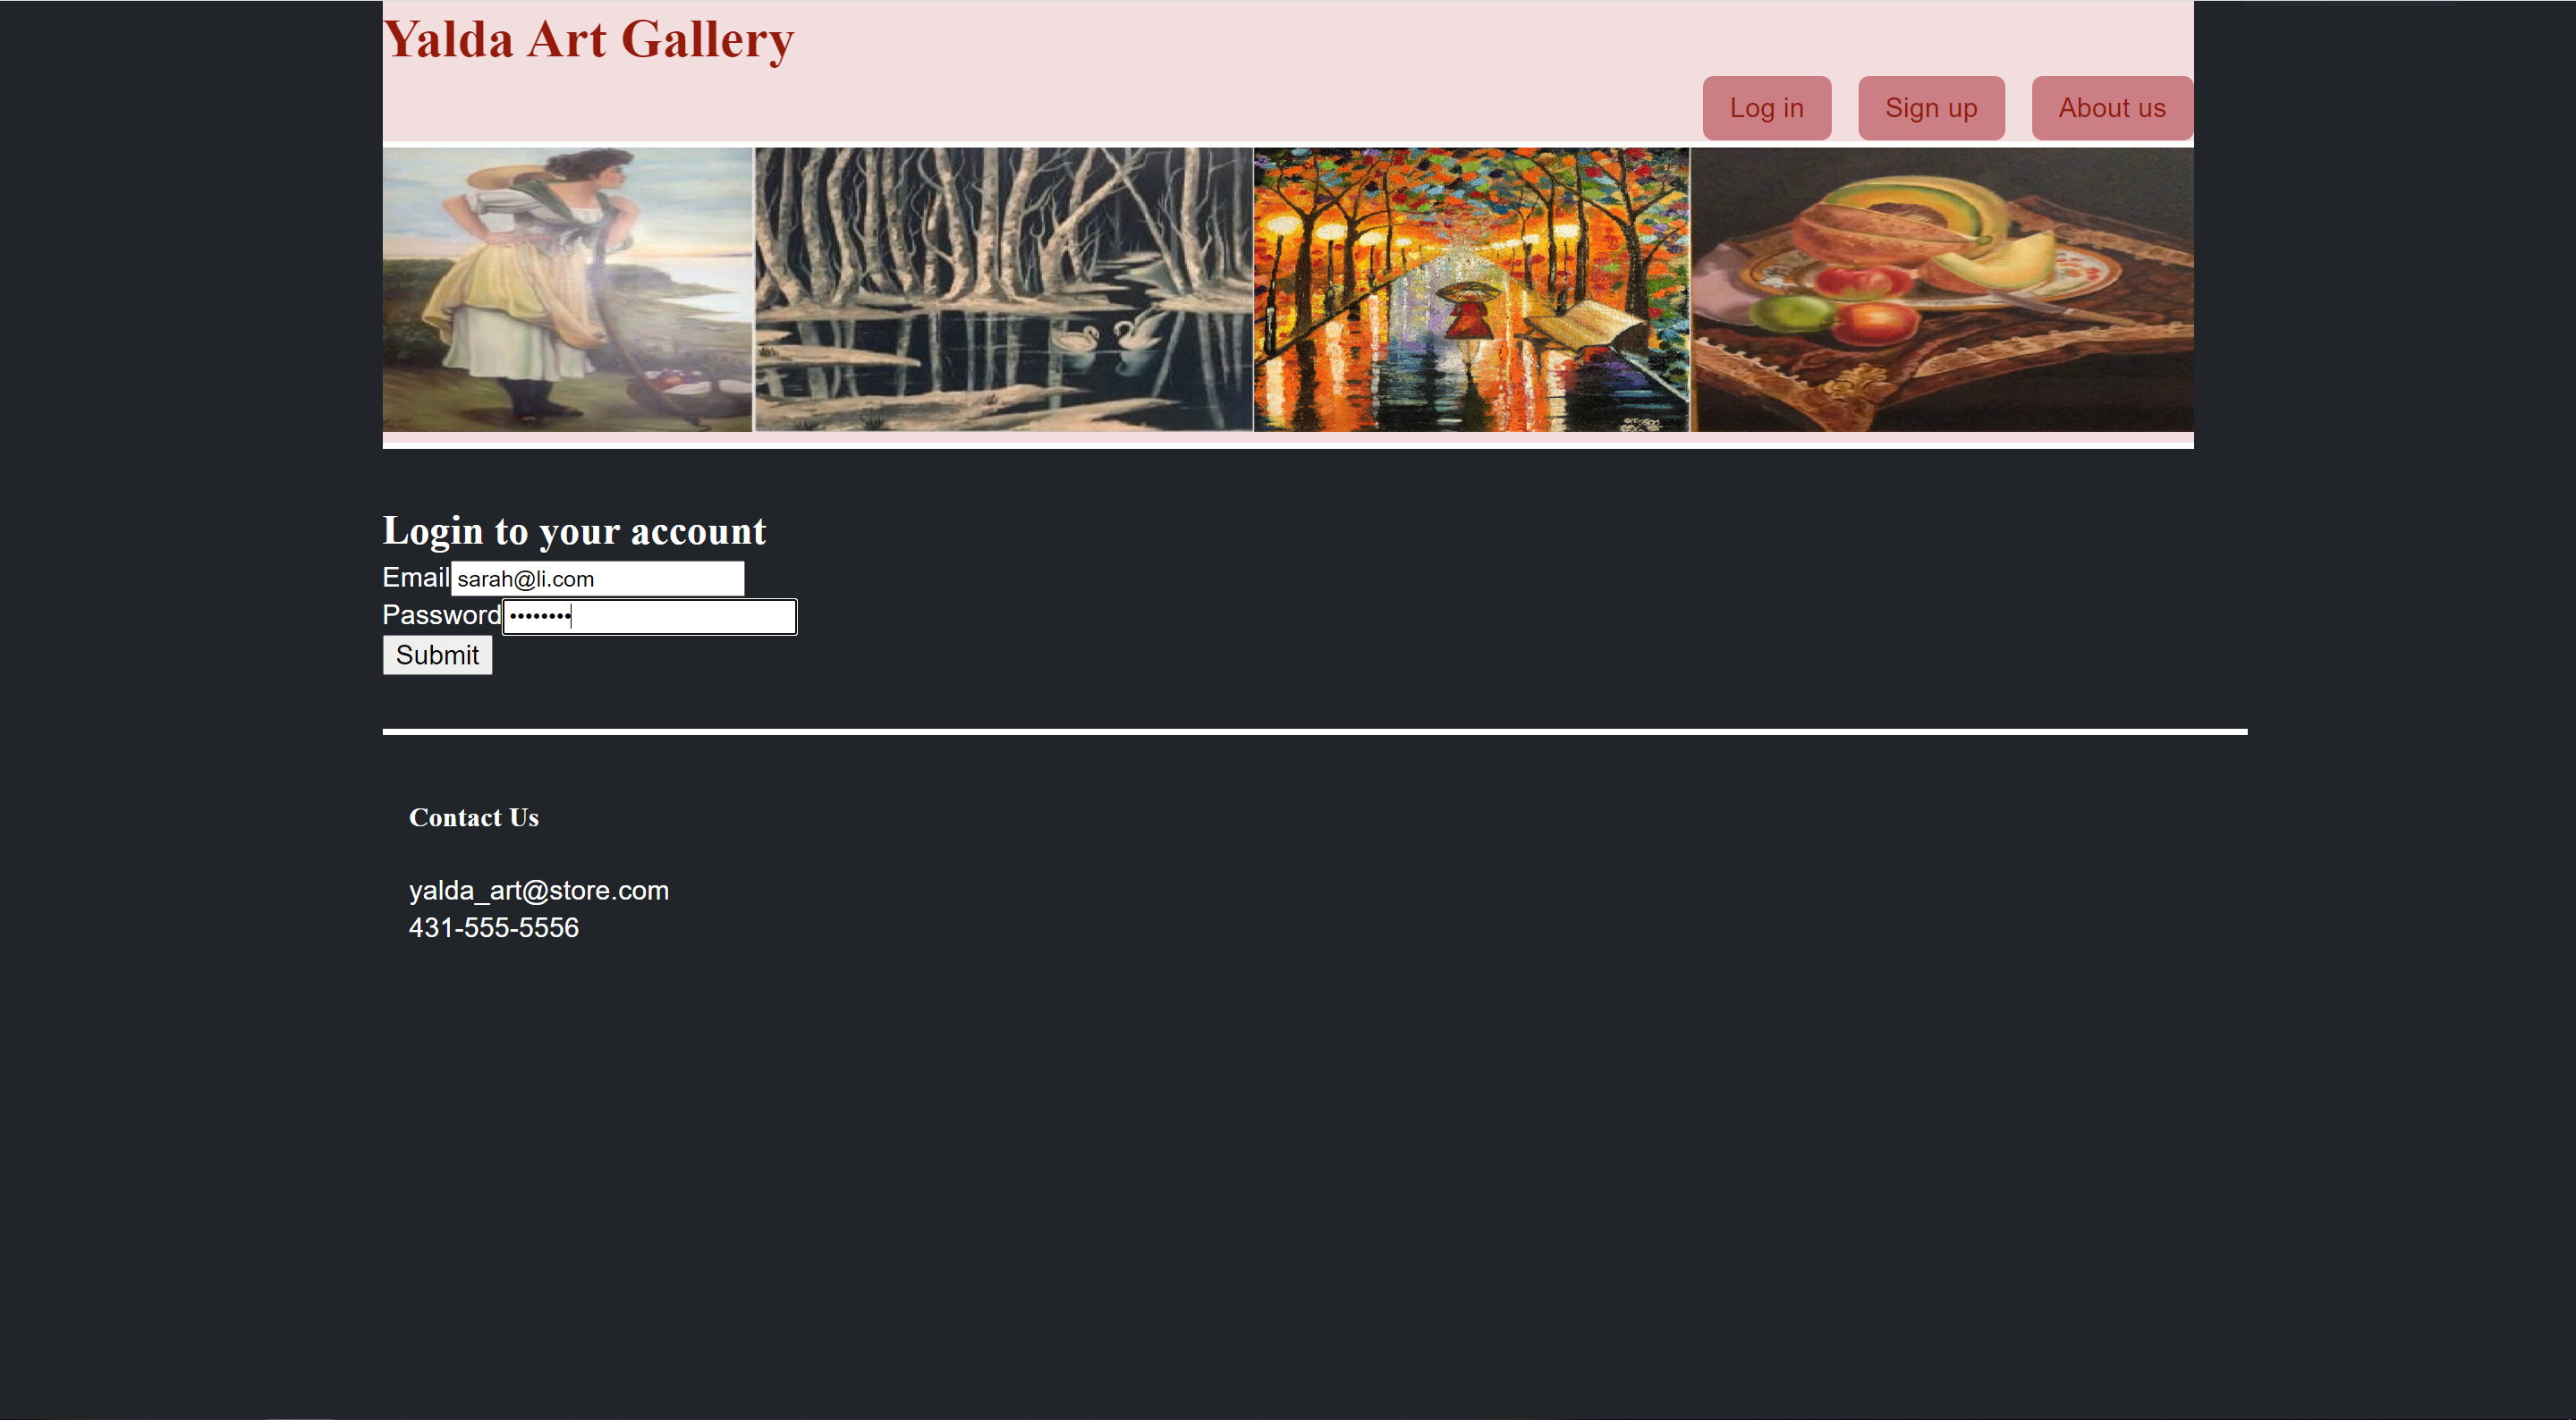 Yalda Art Gallery
Log in Sign up About us
Login to your account
Email sarah@li.com
Password ••••••••
Submit
Contact Us
yalda_art@store.com
431-555-5556